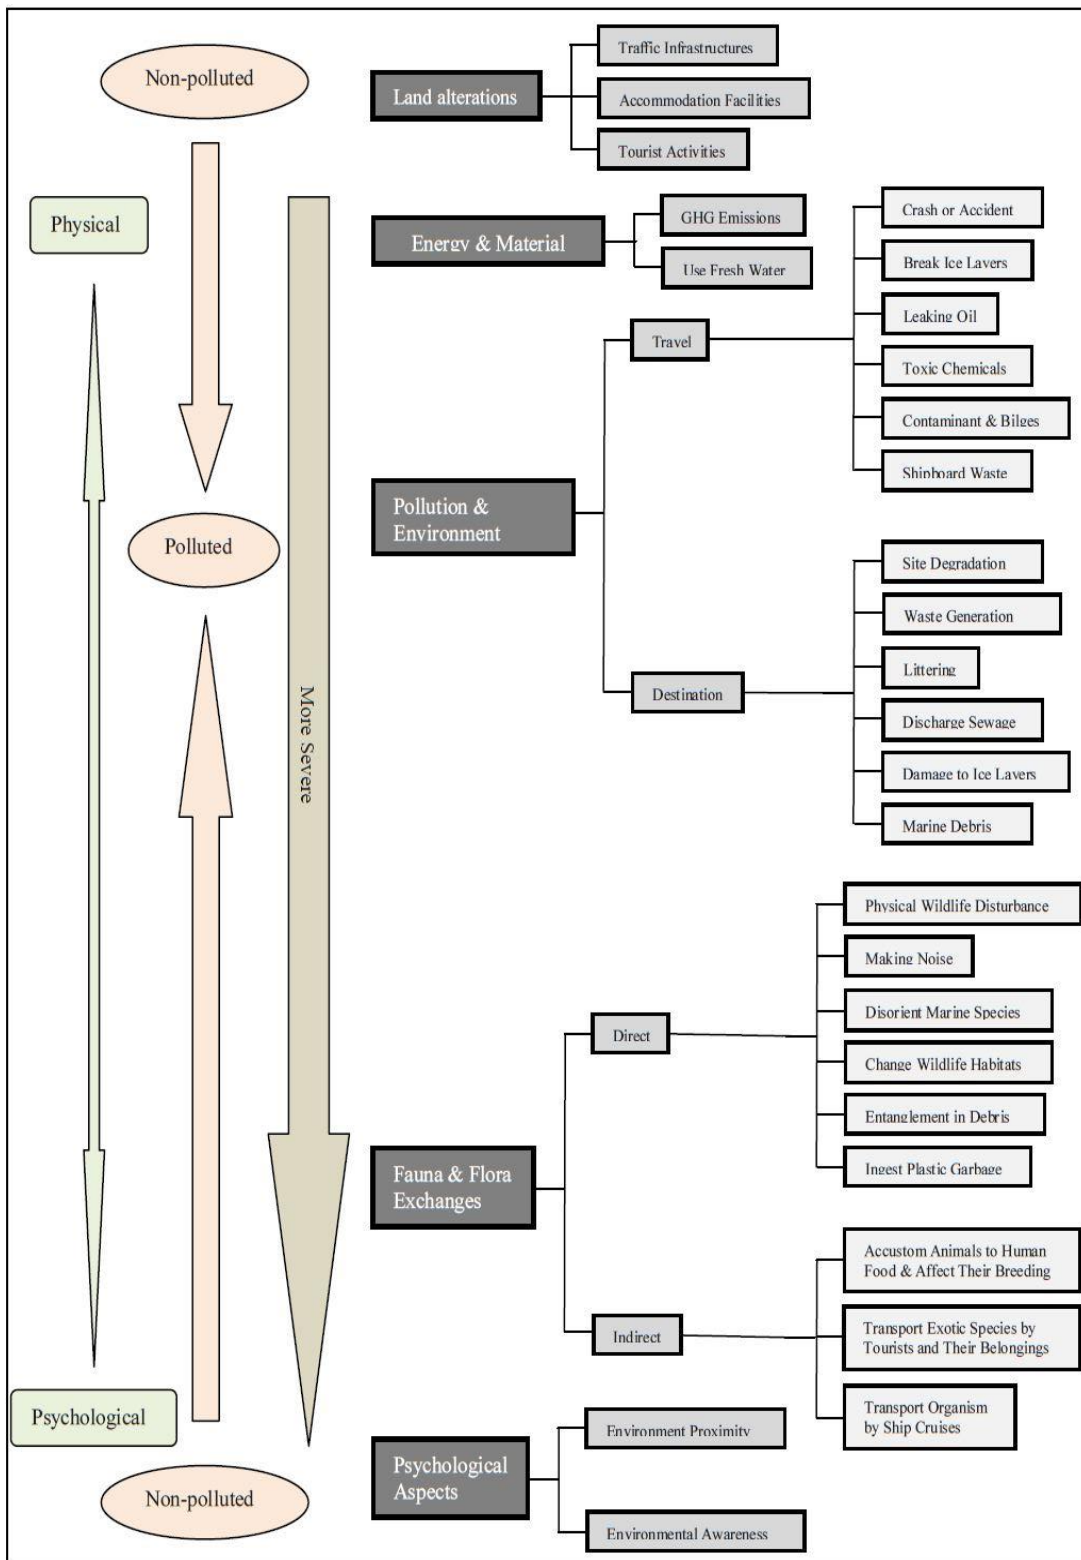 Non-polluted
Physical
Polluted
More Severe
Psychological
Non-polluted
Land alterations
Traffic Infrastructures
Accommodation Facilities
Tourist Activities
Energy & Material
GHG Emissions
Use Fresh Water
Pollution &
Environment
Travel
Crash or Accident
Break Ice Layers
Leaking Oil
Toxic Chemicals
Contaminant & Bilges
Shipboard Waste
Destination
Site Degradation
Waste Generation
Littering
Discharge Sewage
Damage to Ice Layers
Marine Debris
Fauna & Flora
Exchanges
Direct
Physical Wildlife Disturbance
Making Noise
Disorient Marine Species
Change Wildlife Habitats
Entanglement in Debris
Ingest Plastic Garbage
Indirect
Accustom Animals to Human
Food & Affect Their Breeding
Transport Exotic Species by
Tourists and Their Belongings
Transport Organism
by Ship Cruises
Psychological
Aspects
Environment Proximity
Environmental Awareness